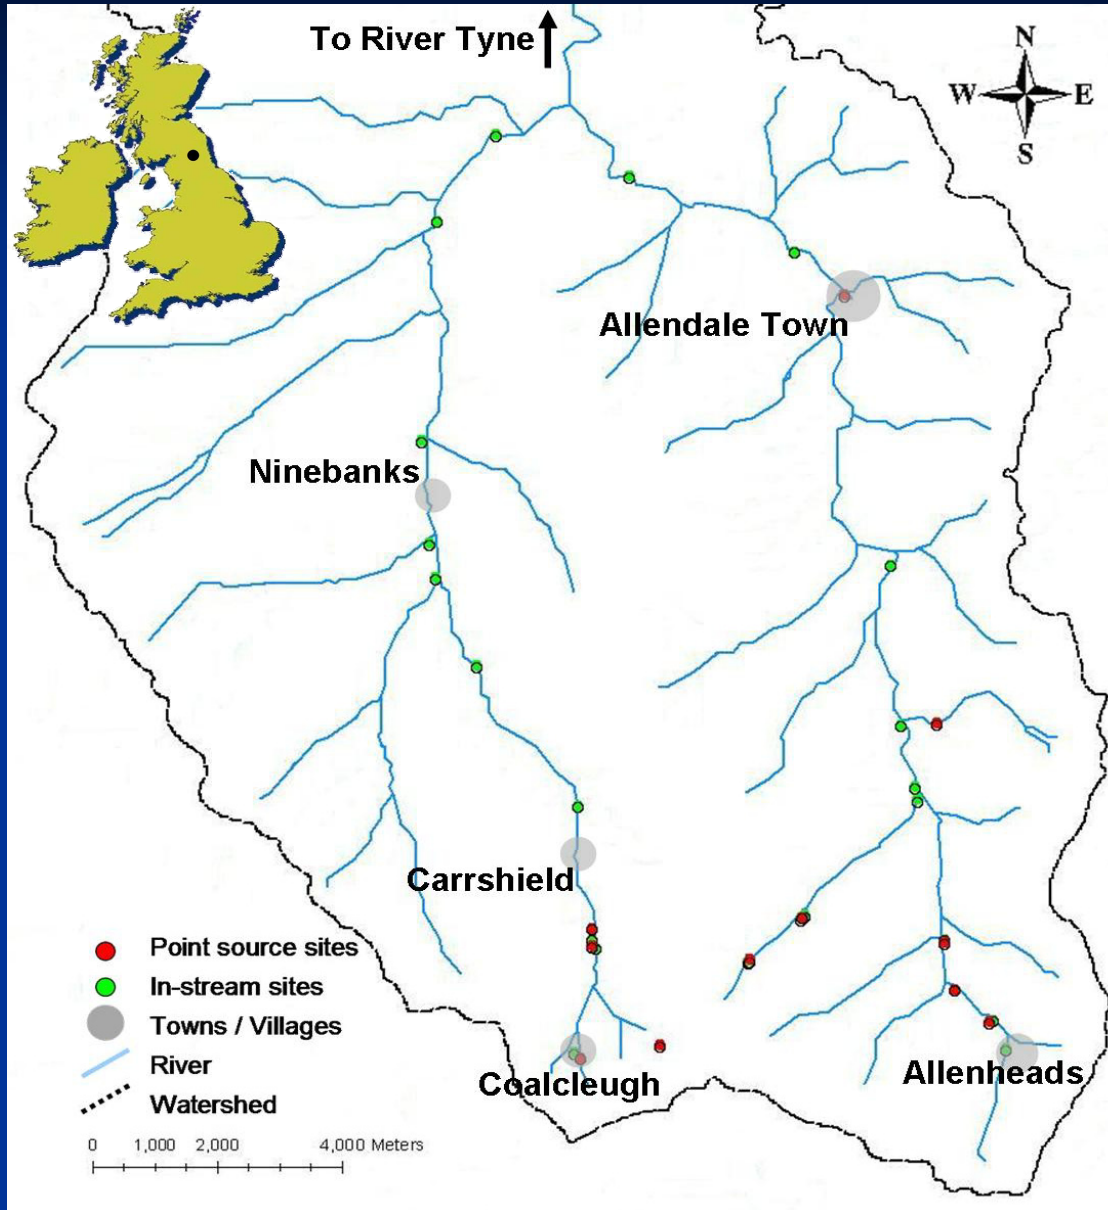 To River Tyne
N
W
E
S
Allendale Town
Ninebanks
Carrshield
Point source sites
In-stream sites
Towns / Villages
River
Watershed
Coalcleugh
Allenheads
0 1,000 2,000 4,000 Meters